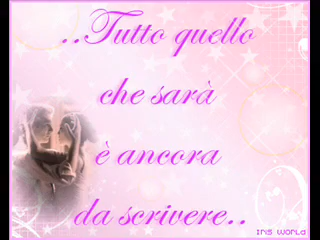 ..Tutto quello
che sarà
è ancora
da scrivere..
IRIS WORLD